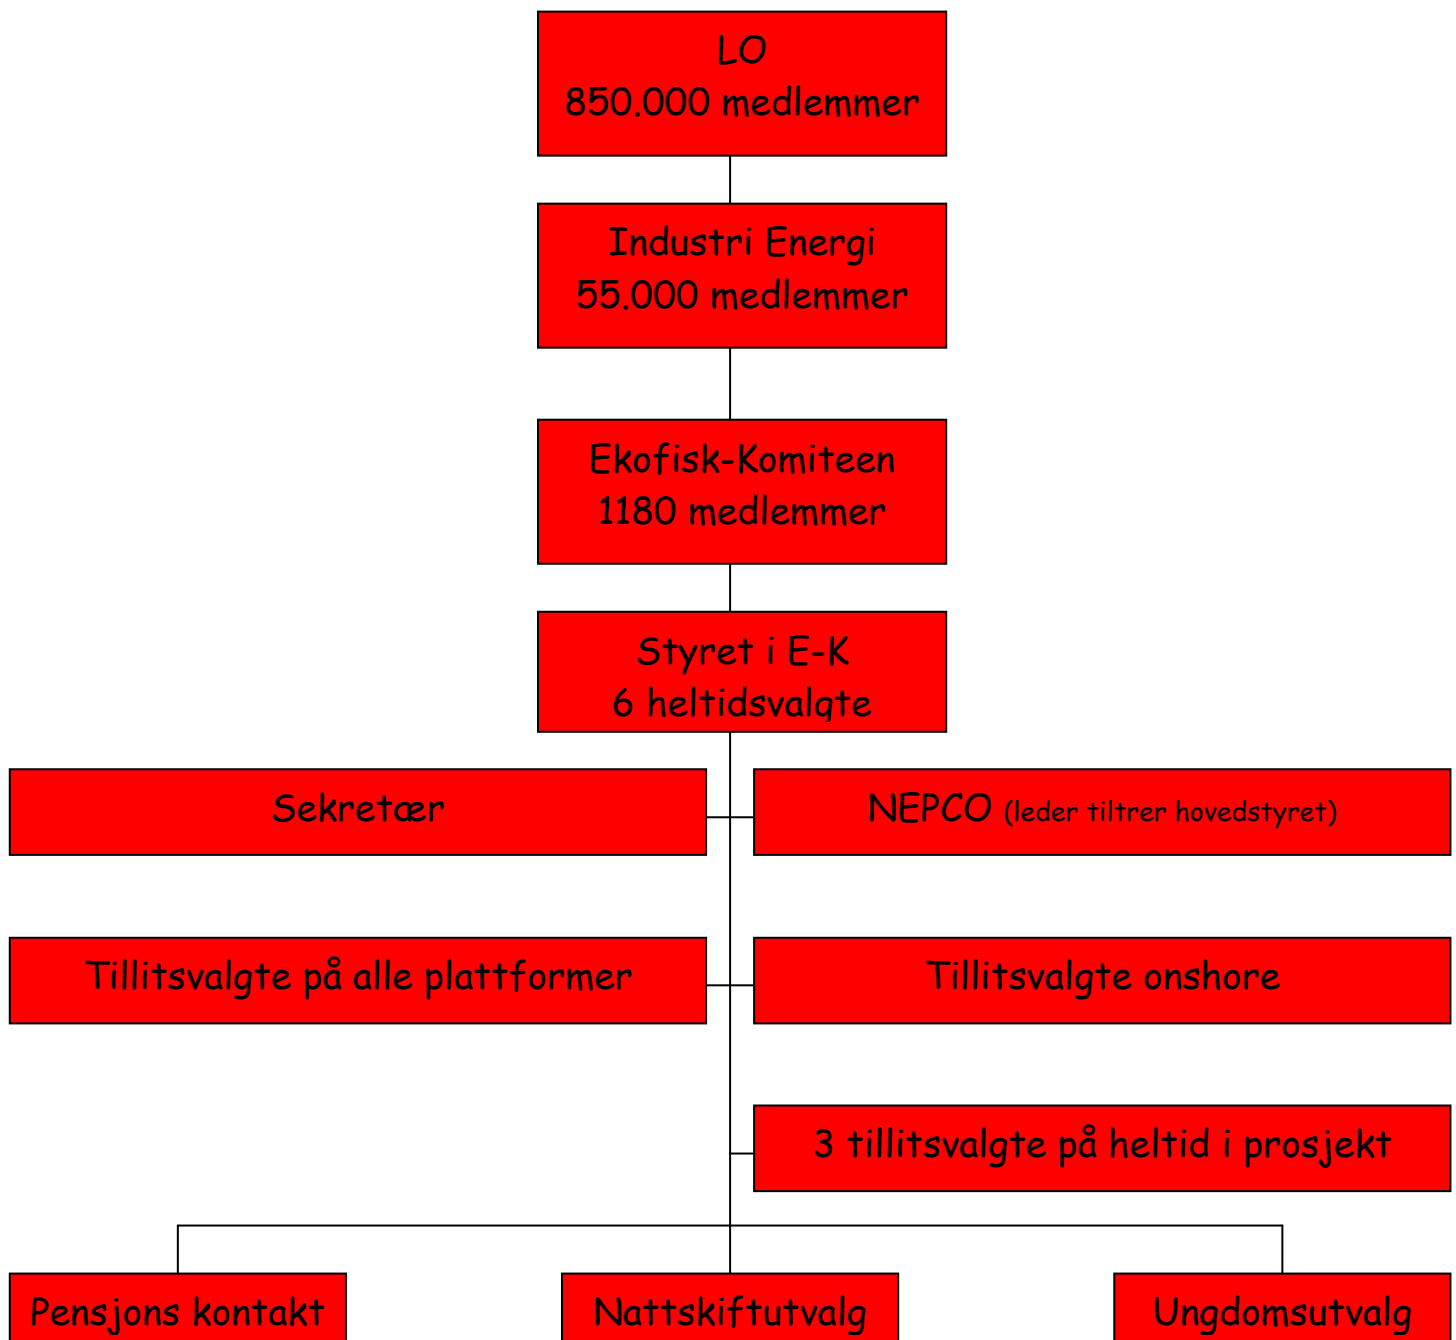 LO
850.000 medlemmer
Industri Energi
55.000 medlemmer
Ekofisk-Komiteen
1180 medlemmer
Styret i E-K
6 heltidsvalgte
Sekretær
NEPCO (leder tiltrer hovedstyret)
Tillitsvalgte på alle plattformer
Tillitsvalgte onshore
3 tillitsvalgte på heltid i prosjekt
Pensjons kontakt
Nattskiftutvalg
Ungdomsutvalg